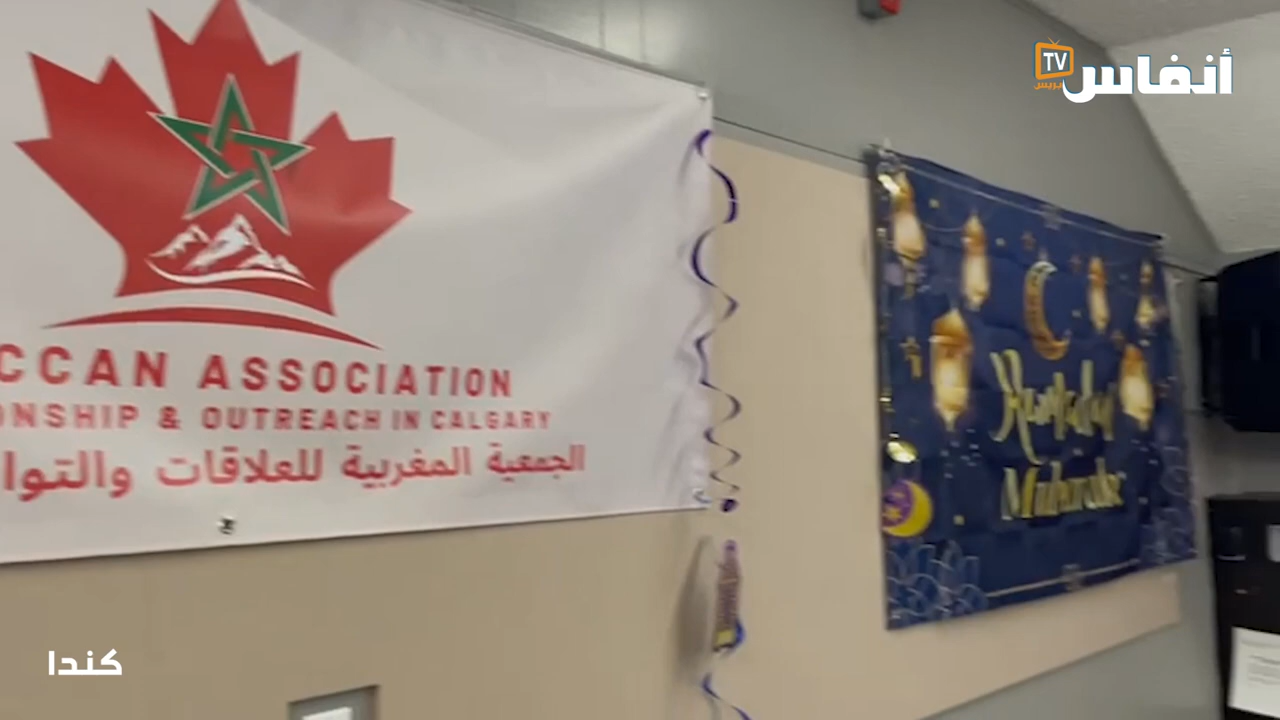 TV
أنفاس
بريس
CCAN ASSOCIATION
ONSHIP & OUTREACH IN CALGARY
الجمعية المغربية للعلاقات والتوا
Ramadan
Mubarak
كندا